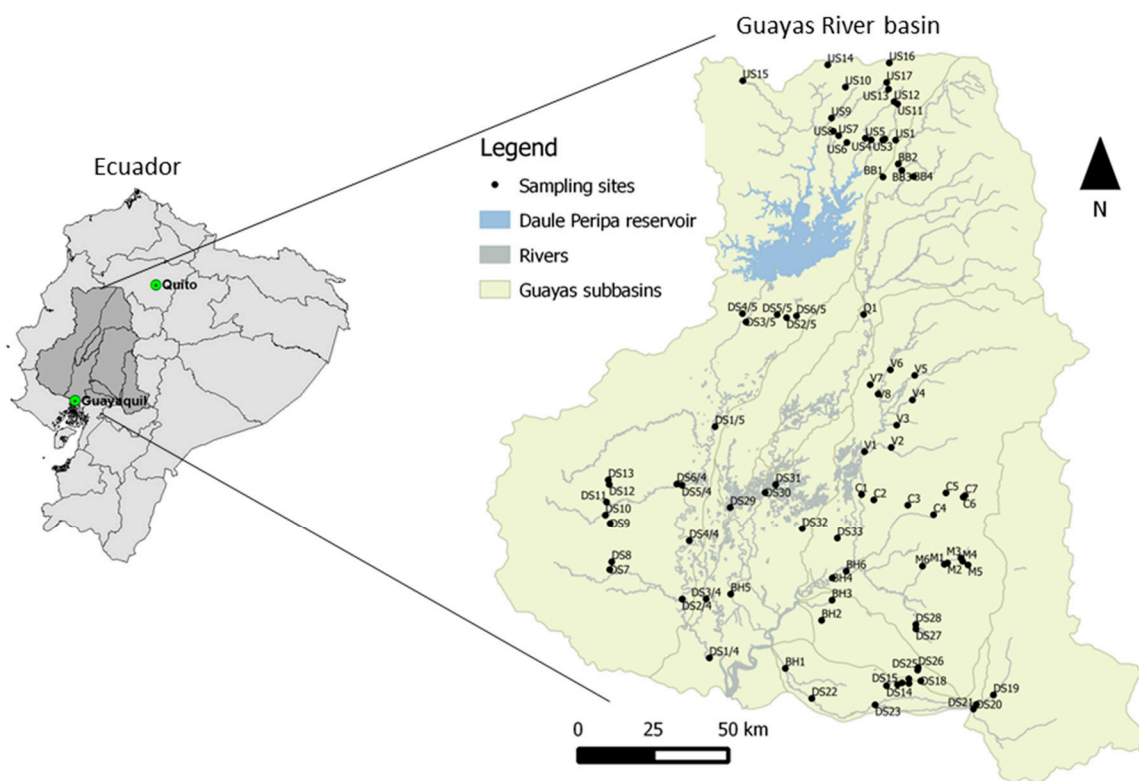 Guayas River basin
Ecuador
Quito
Guayaquil
Legend
Sampling sites
Daule Peripa reservoir
Rivers
Guayas subbasins
N
US14
US16
US15
US10
US17
US13
US12
US11
US9
US8
US7
US5
US1
US6
US4
US3
BB2
BB1
BB3
BB4
DS4/5
DS5/5
DS6/5
Q1
DS3/5
DS2/5
V6
V5
V7
V8
V4
DS1/5
V3
V1
V2
DS13
DS12
DS6/4
DS5/4
DS31
DS30
DS11
DS10
DS9
DS29
C1
C2
C3
C5
C7
C6
C4
DS32
DS33
DS4/4
DS8
DS7
BH6
BH4
M6
M1
M3
M4
M2
M5
DS3/4
DS2/4
BH5
BH3
BH2
DS28
DS27
DS1/4
BH1
DS25
DS26
DS15
DS18
DS14
DS22
DS23
DS19
DS21
DS20
0 25 50 km